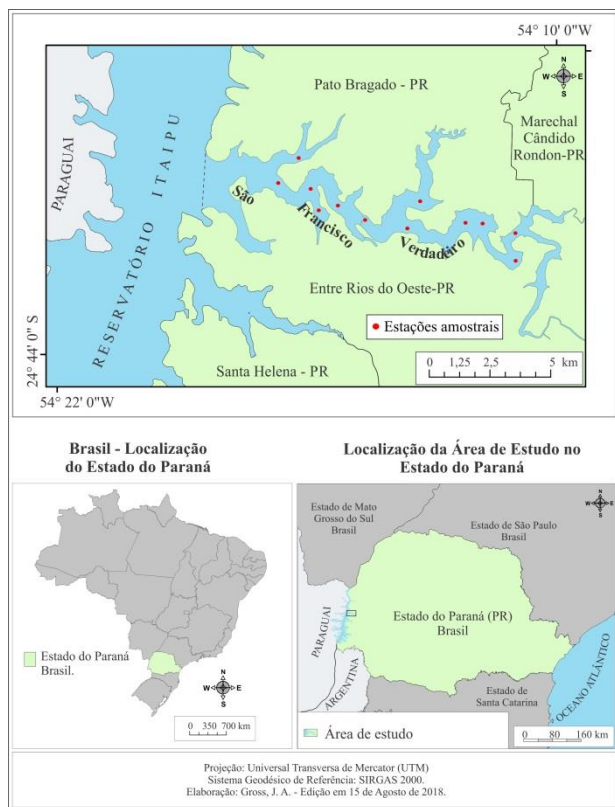 54° 10' 0"W
N
W E
S
Pato Bragado - PR
Marechal
Cândido
Rondon-PR
PARAGUAI
RESERVATÓRIO ITAIPU
São
Francisco
Verdadeiro
Entre Rios do Oeste-PR
Estações amostrais
Santa Helena - PR
0 1,25 2,5 5 km
24° 44' 0" S
54° 22' 0"W
Brasil - Localização
do Estado do Paraná
Estado do Paraná
Brasil.
N
W E
S
0 350 700 km
Localização da Área de Estudo no
Estado do Paraná
Estado de Mato
Grosso do Sul
Brasil
Estado de São Paulo
Brasil
N
W E
S
Estado do Paraná (PR)
Brasil
PARAGUAI
ARGENTINA
Estado de
Santa Catarina
OCEANO ATLÂNTICO
Área de estudo
0 80 160 km
Projeção: Universal Transversa de Mercator (UTM)
Sistema Geodésico de Referência: SIRGAS 2000.
Elaboração: Gross, J. A. - Edição em 15 de Agosto de 2018.